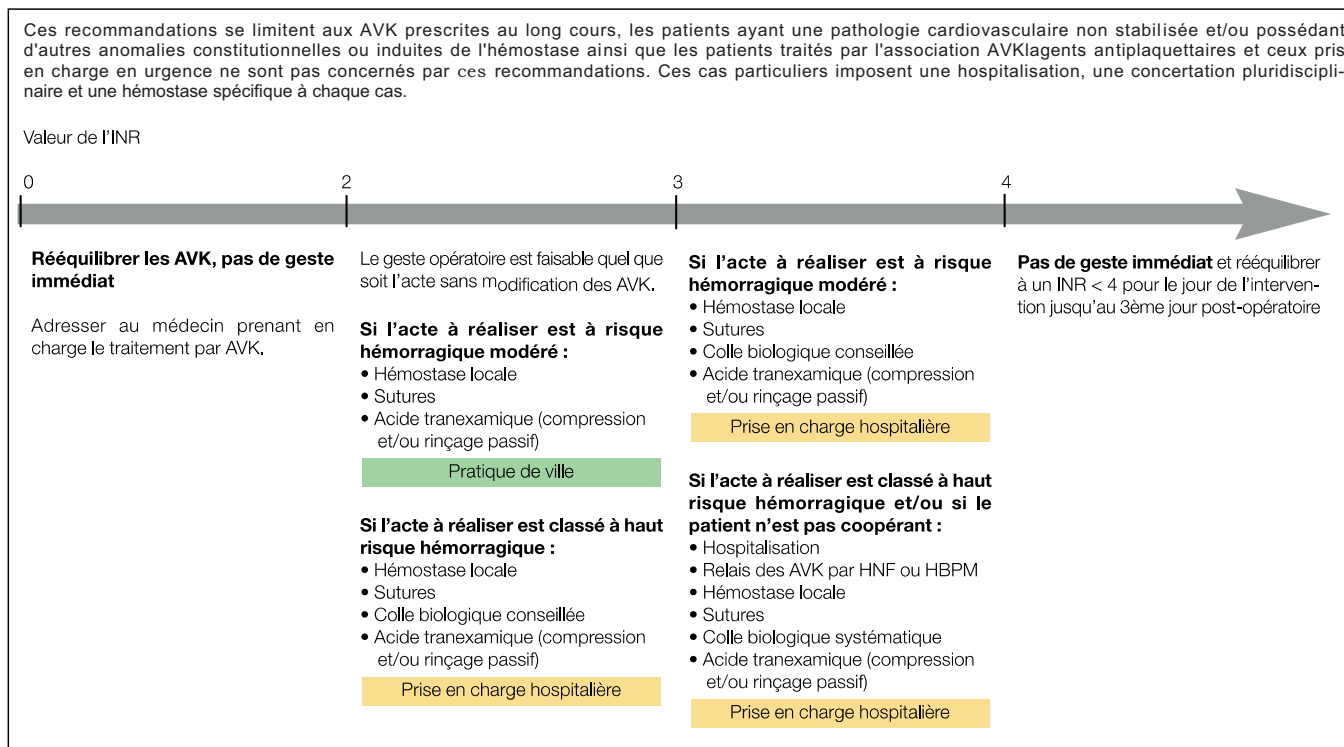 Ces recommandations se limitent aux AVK prescrites au long cours, les patients ayant une pathologie cardiovasculaire non stabilisée et/ou possédant
d'autres anomalies constitutionnelles ou induites de l'hémostase ainsi que les patients traités par l'association AVKlagents antiplaquettaires et ceux pris
en charge en urgence ne sont pas concernés par ces recommandations. Ces cas particuliers imposent une hospitalisation, une concertation pluridiscipli-
naire et une hémostase spécifique à chaque cas.
Valeur de l'INR
0 2 3 4
Rééquilibrer les AVK, pas de geste
immédiat
Adresser au médecin prenant en
charge le traitement par AVK.
Le geste opératoire est faisable quel que
soit l'acte sans modification des AVK.
Si l'acte à réaliser est à risque
hémorragique modéré :
• Hémostase locale
• Sutures
• Acide tranexamique (compression
et/ou rinçage passif)
Pratique de ville
Si l'acte à réaliser est classé à haut
risque hémorragique :
• Hémostase locale
• Sutures
• Colle biologique conseillée
• Acide tranexamique (compression
et/ou rinçage passif)
Prise en charge hospitalière
Si l'acte à réaliser est à risque
hémorragique modéré :
• Hémostase locale
• Sutures
• Colle biologique conseillée
• Acide tranexamique (compression
et/ou rinçage passif)
Prise en charge hospitalière
Si l'acte à réaliser est classé à haut
risque hémorragique et/ou si le
patient n'est pas coopérant :
• Hospitalisation
• Relais des AVK par HNF ou HBPM
• Hémostase locale
• Sutures
• Colle biologique systématique
• Acide tranexamique (compression
et/ou rinçage passif)
Prise en charge hospitalière
Pas de geste immédiat et rééquilibrer
à un INR < 4 pour le jour de l'interven-
tion jusqu'au 3ème jour post-opératoire